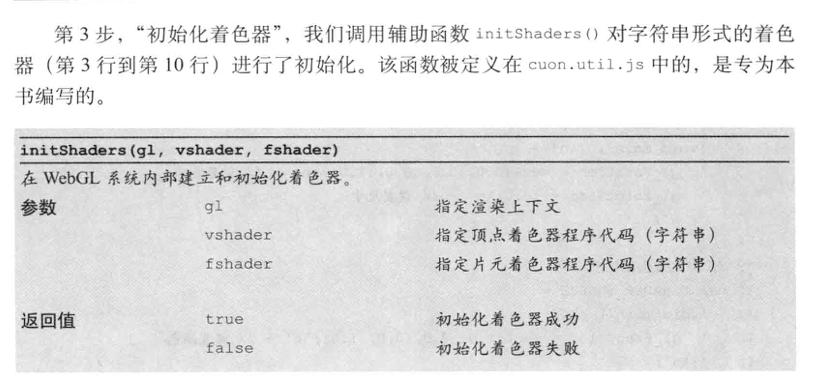 第 3 步，“初始化着色器”，我们调用辅助函数 initShaders() 对字符串形式的着色
器（第 3 行到第 10 行）进行了初始化。该函数被定义在 cuon.util.js 中的，是专为本
书编写的。
initShaders(gl, vshader, fshader)
在 WebGL 系统内部建立和初始化着色器。
参数 gl 指定渲染上下文
vshader 指定顶点着色器程序代码（字符串）
fshader 指定片元着色器程序代码（字符串）
返回值 true 初始化着色器成功
false 初始化着色器失败